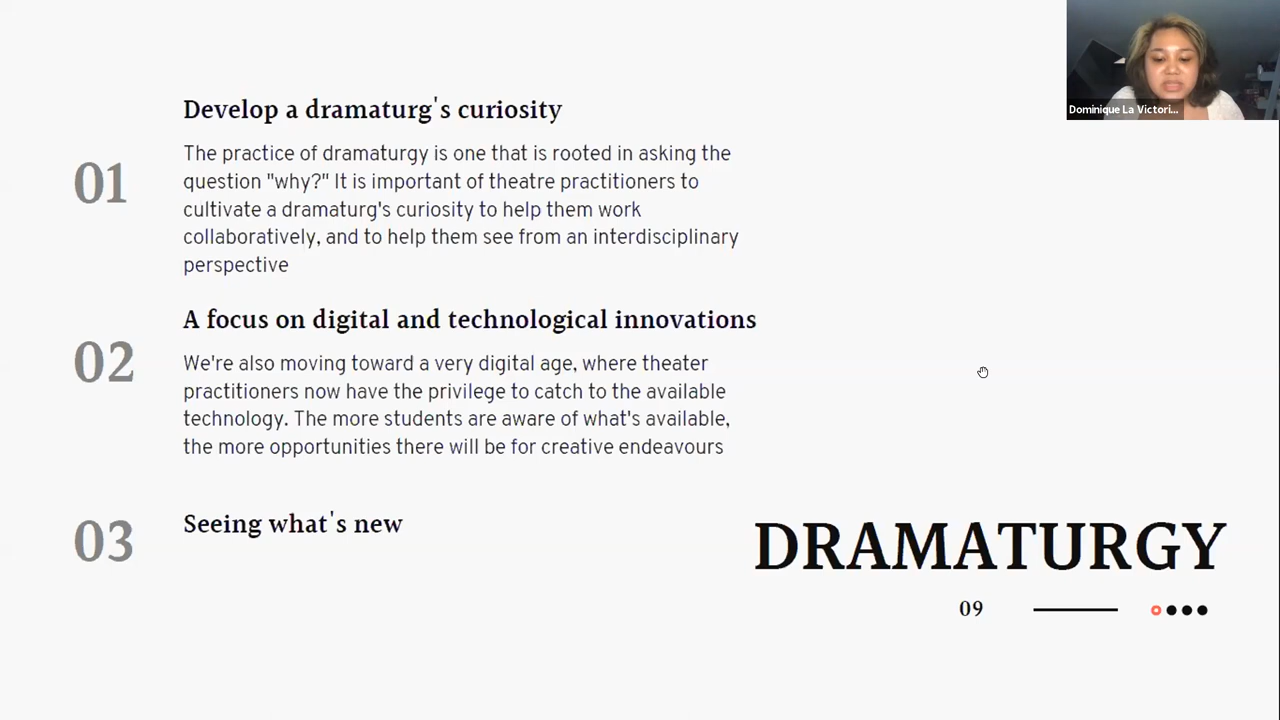 Dominique La Victori...
Develop a dramaturg's curiosity
01
The practice of dramaturgy is one that is rooted in asking the
question "why?" It is important of theatre practitioners to
cultivate a dramaturg's curiosity to help them work
collaboratively, and to help them see from an interdisciplinary
perspective
A focus on digital and technological innovations
02
We're also moving toward a very digital age, where theater
practitioners now have the privilege to catch to the available
technology. The more students are aware of what's available,
the more opportunities there will be for creative endeavours
03
Seeing what's new
DRAMATURGY
09